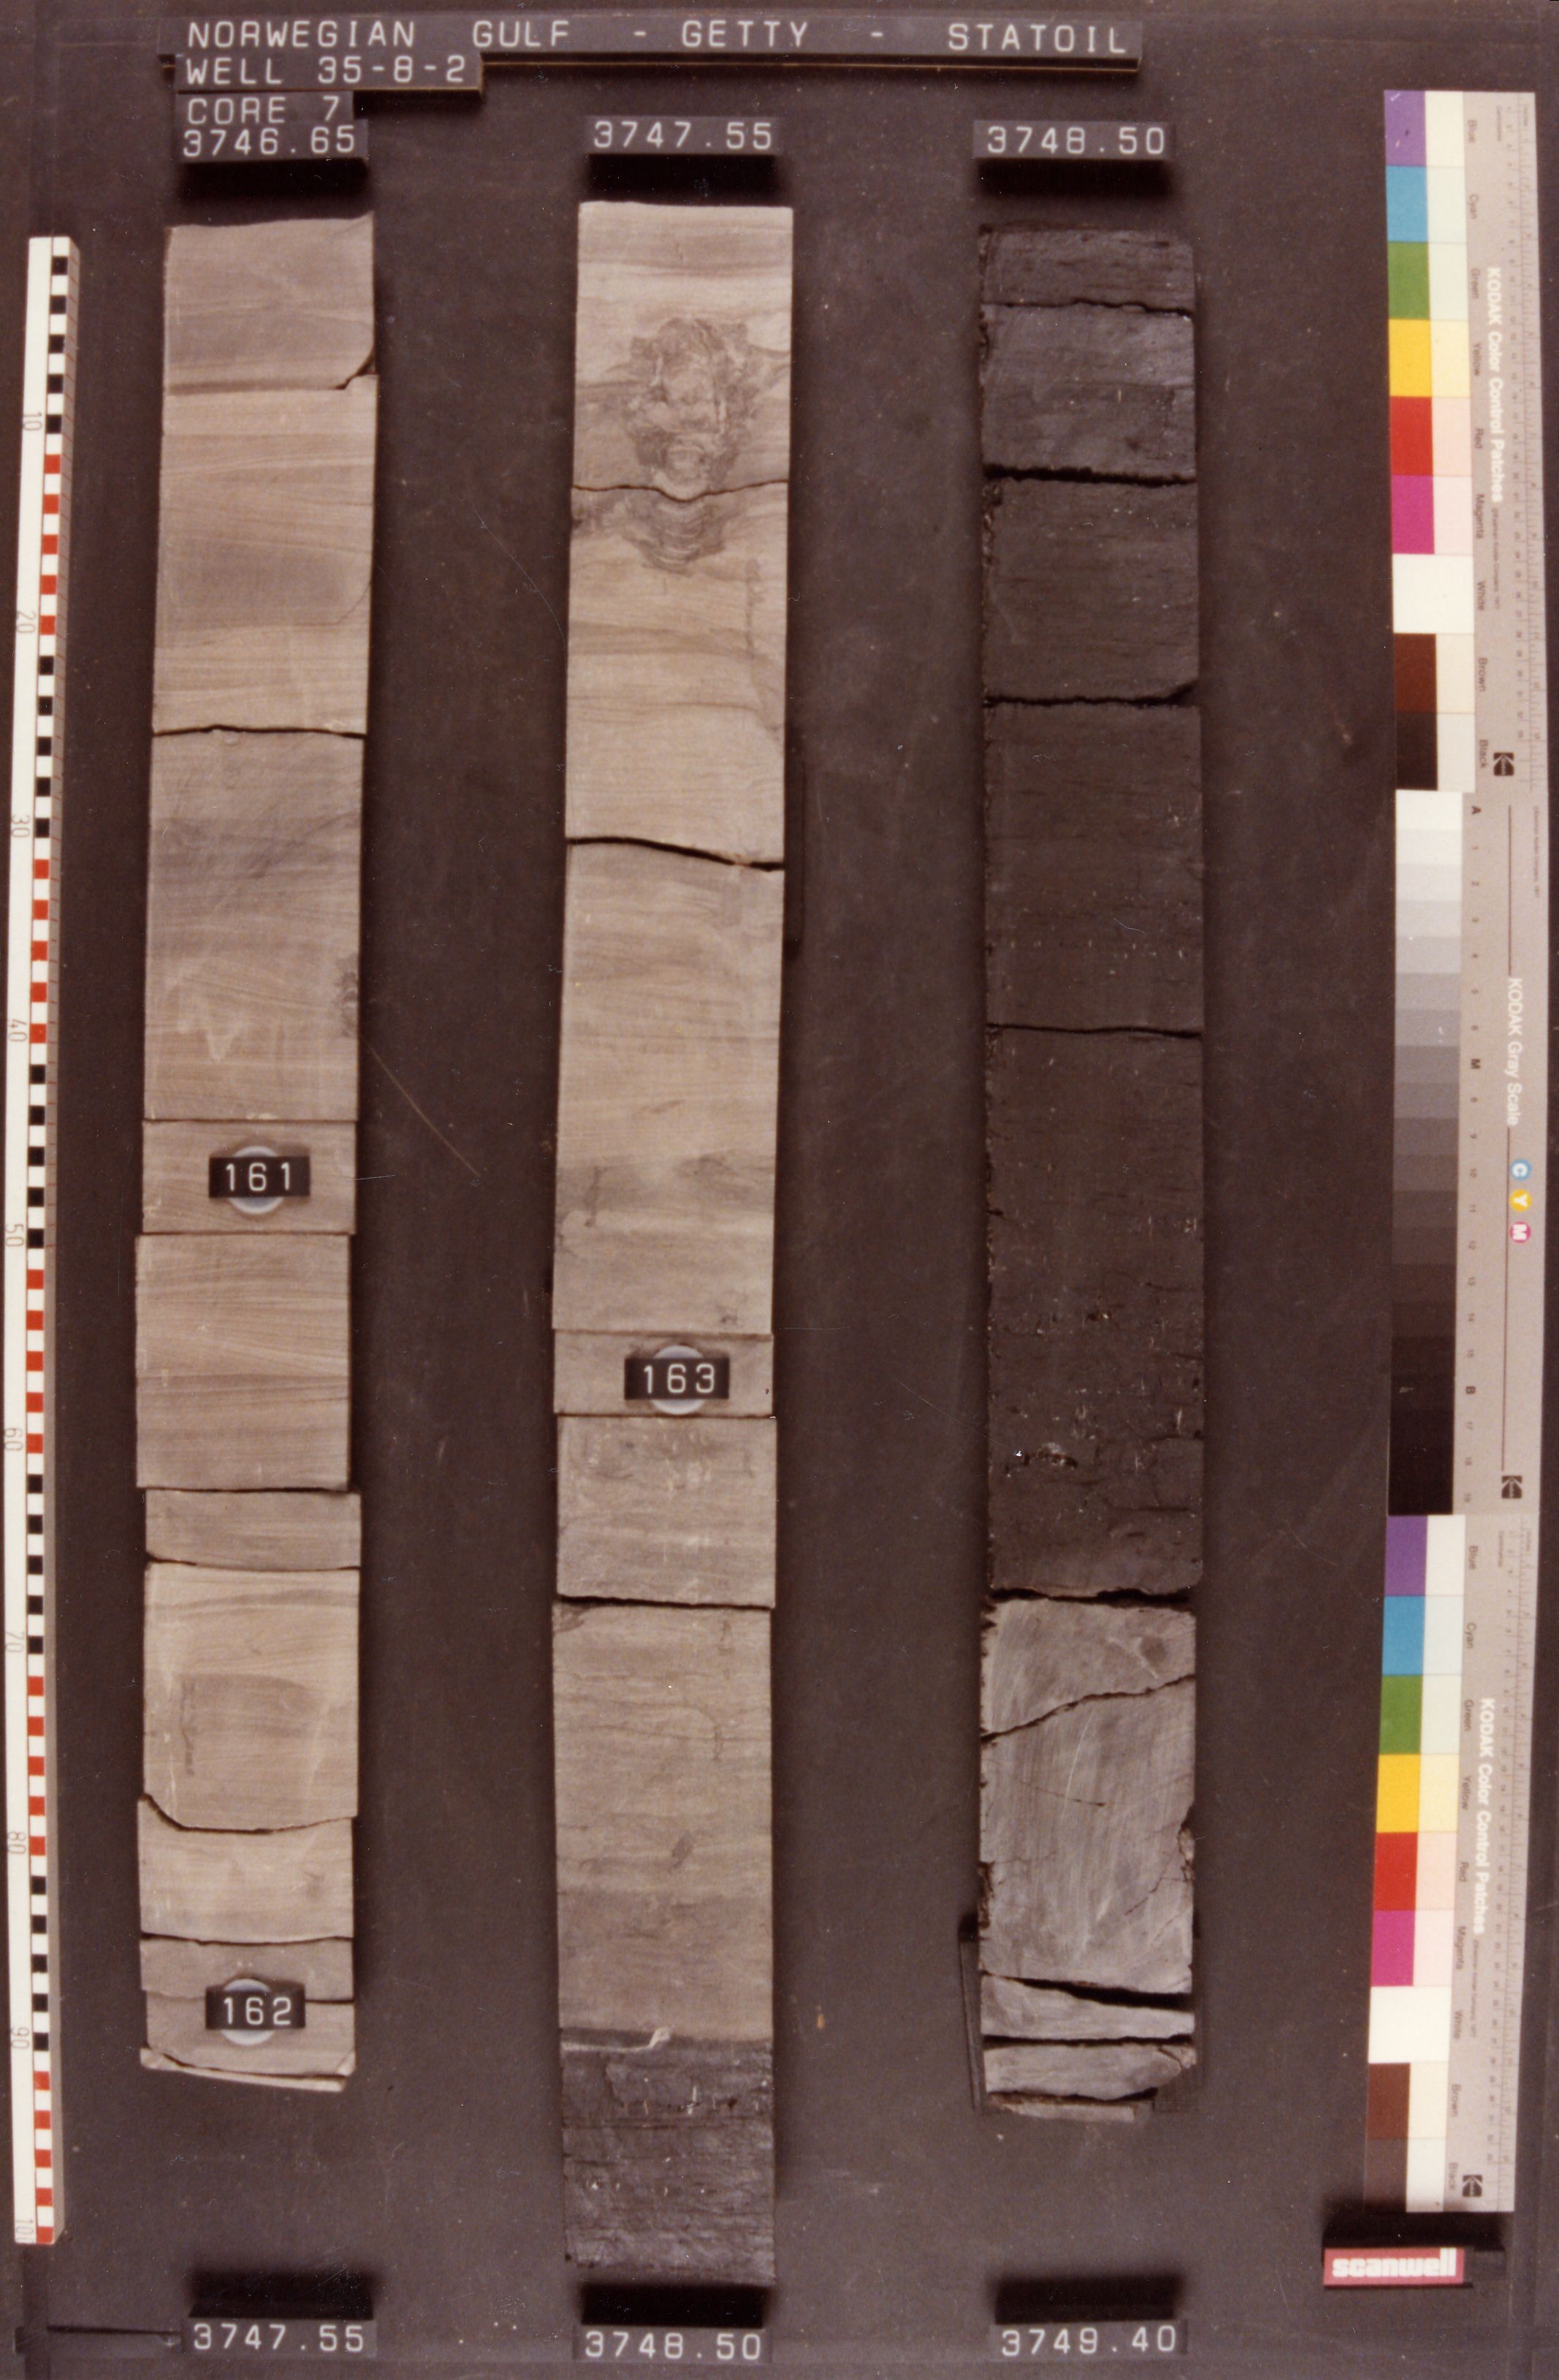 NORWEGIAN GULF - GETTY - STATOIL
WELL 35-8-2
CORE 7
3746.65
3747.55
3748.50
10
20
30
40
50
60
70
80
90
161
162
163
3747.55
3748.50
3749.40
KODAK Color Control Patches
Blue
Cyan
Green
Yellow
Red
Magenta
White
Brown
Black
KODAK Gray Scale
C Y M
A
1
2
3
4
5
6
M
8
9
10
11
12
13
14
15
B
17
18
19
KODAK Color Control Patches
Blue
Cyan
Green
Yellow
Red
Magenta
White
Brown
Black
scanwell